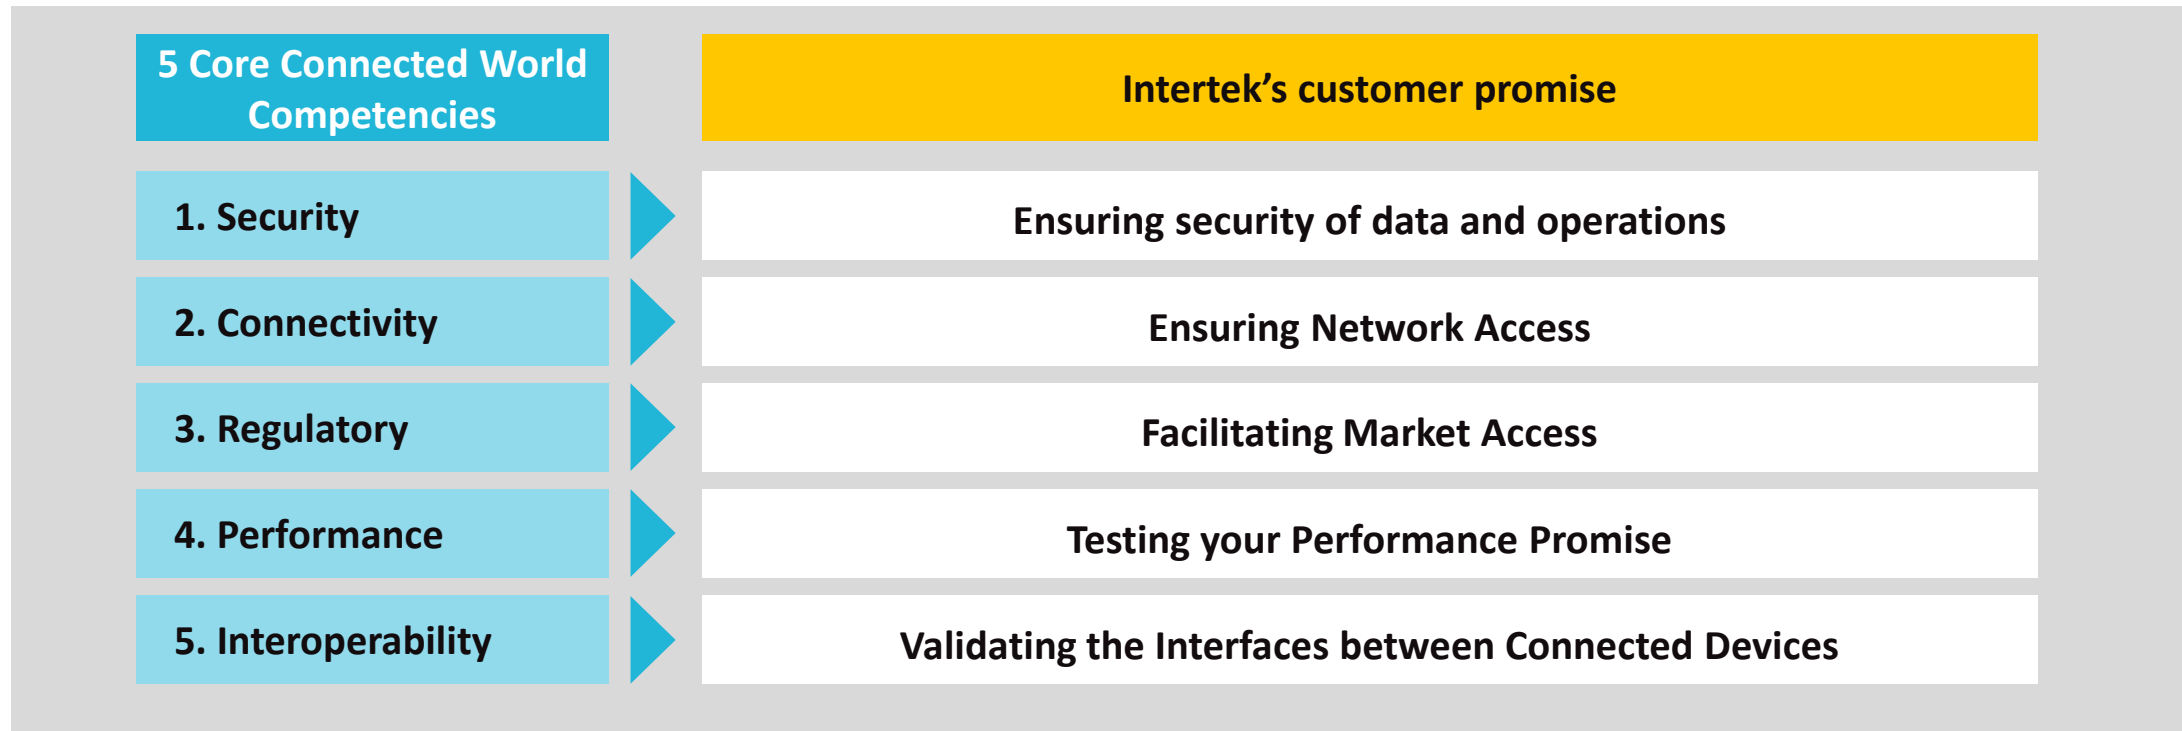 5 Core Connected World
Competencies
Intertek’s customer promise
1. Security
Ensuring security of data and operations
2. Connectivity
Ensuring Network Access
3. Regulatory
Facilitating Market Access
4. Performance
Testing your Performance Promise
5. Interoperability
Validating the Interfaces between Connected Devices